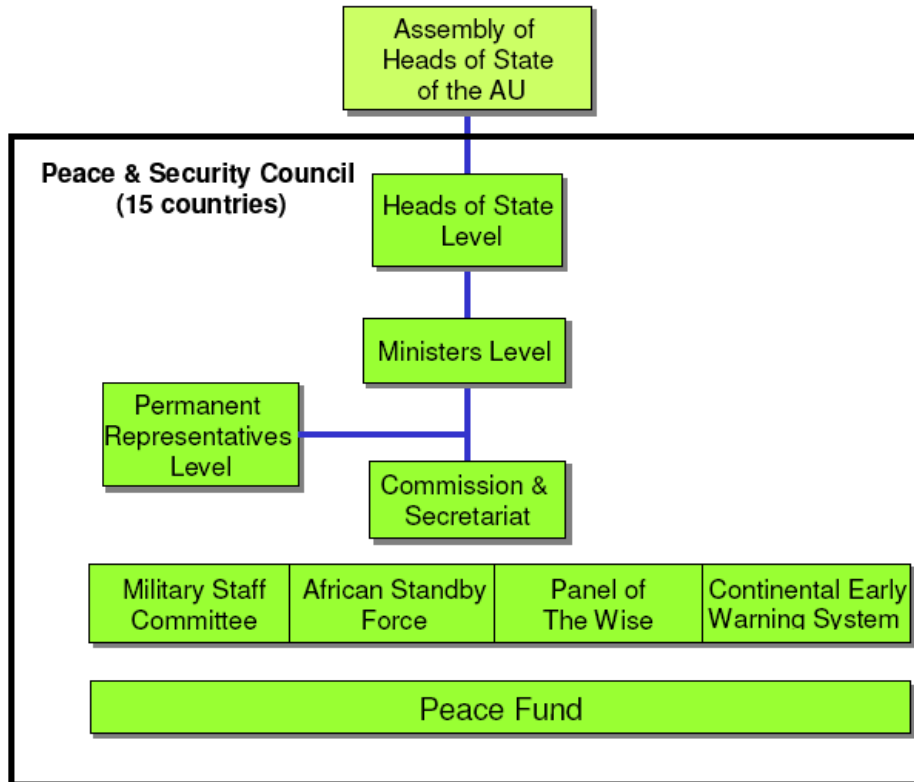 Assembly of
Heads of State
of the AU
Peace & Security Council
(15 countries)
Heads of State
Level
Ministers Level
Permanent
Representatives
Level
Commission &
Secretariat
Military Staff
Committee
African Standby
Force
Panel of
The Wise
Continental Early
Warning System
Peace Fund